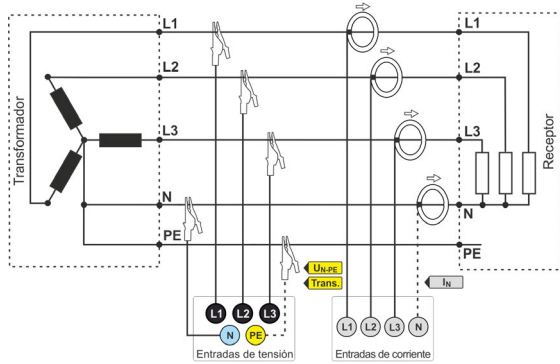 L1
L1
L2
L2
Transformador
L3
L3
Receptor
N
N
PE
PE
UN-PE
Trans.
IN
L1
L2
L3
N
PE
L1
L2
L3
N
Entradas de tensión
Entradas de corriente